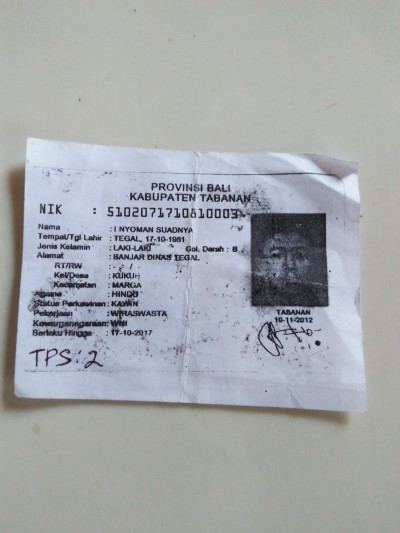 PROVINSI BALI
KABUPATEN TABANAN
NIK : 5102071710810003
Nama : I NYOMAN SUADNYA
Tempat/Tgl Lahir : TEGAL, 17-10-1981
Jenis Kelamin : LAKI-LAKI Gol. Darah : B
Alamat : BANJAR DINAS TEGAL
RT/RW : - / -
Kel/Desa : KUKUH
Kecamatan : MARGA
Agama : HINDU
Status Perkawinan : KAWIN
Pekerjaan : WIRASWASTA
Kewarganegaraan : WNI
Berlaku Hingga : 17-10-2017
TABANAN
10-11-2012
TPS : 2